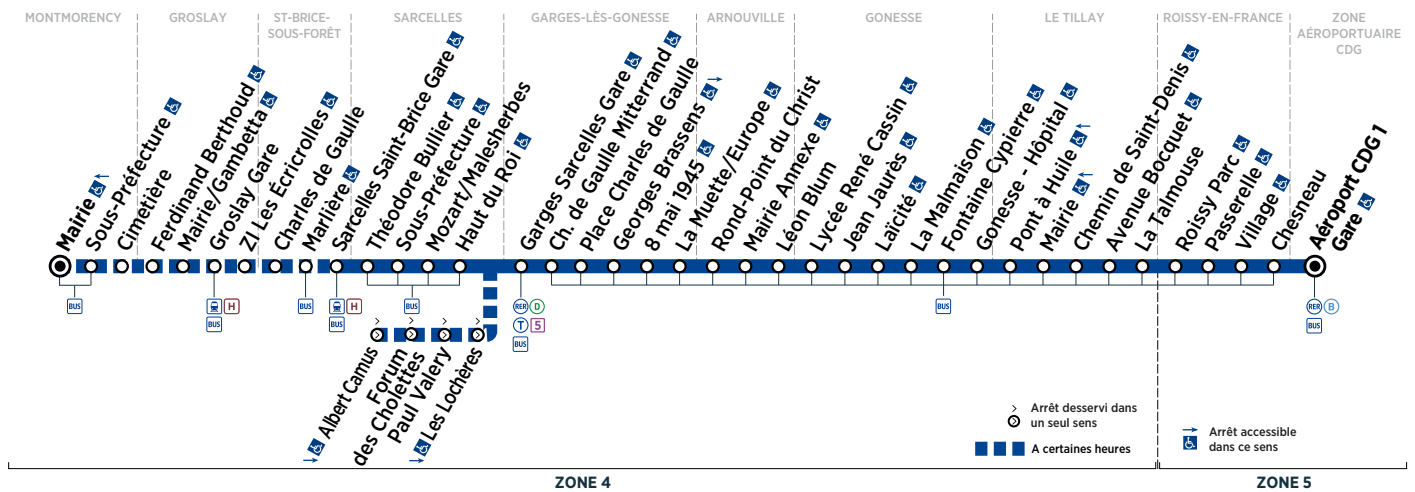 MONTMORENCY
GROSLAY
ST-BRICE-
SOUS-FORÊT
SARCELLES
GARGES-LÈS-GONESSE
ARNOUVILLE
GONESSE
LE TILLAY
ROISSY-EN-FRANCE
ZONE
AÉROPORTUAIRE
CDG
Mairie
Sous-Préfecture
Cimetière
Ferdinand Berthoud
Mairie/Gambetta
Groslay Gare
ZI Les Écricrolles
Charles de Gaulle
Marlière
Sarcelles Saint-Brice Gare
Théodore Bullier
Sous-Préfecture
Mozart/Malesherbes
Haut du Roi
Garges Sarcelles Gare
Ch. de Gaulle Mitterrand
Place Charles de Gaulle
Georges Brassens
8 mai 1945
La Muette/Europe
Rond-Point du Christ
Mairie Annexe
Léon Blum
Lycée René Cassin
Jean Jaurès
Laïcité
La Malmaison
Fontaine Cypierre
Gonesse - Hôpital
Pont à Huile
Mairie
Chemin de Saint-Denis
Avenue Bocquet
La Talmouse
Roissy Parc
Passerelle
Village
Chesneau
Aéroport CDG 1
Gare
BUS
H
BUS
BUS
H
BUS
BUS
RER D
T 5
BUS
BUS
RER B
BUS
Albert Camus
Forum
des Cholettes
Paul Valery
Les Lochères
Arrêt desservi dans
un seul sens
A certaines heures
Arrêt accessible
dans ce sens
ZONE 4
ZONE 5